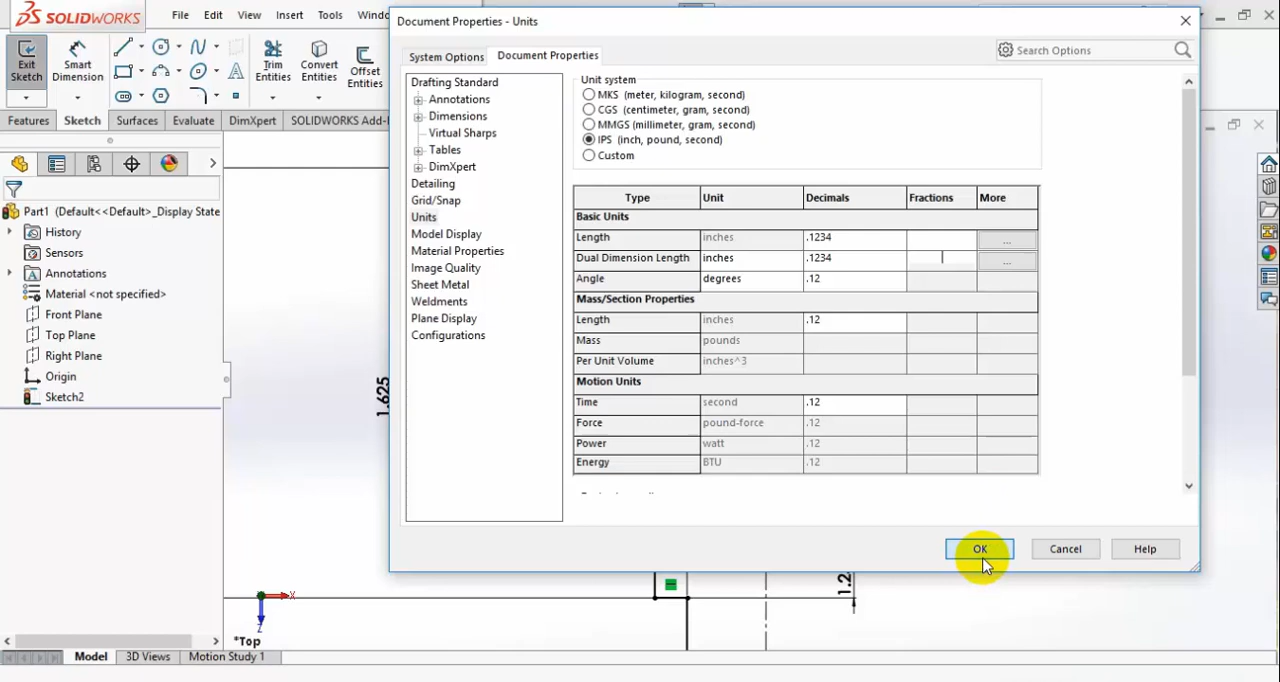 SOLIDWORKS File Edit View Insert Tools
Document Properties - Units
Exit Sketch
Smart Dimension
Trim Entities
Convert Entities
Offset Entities
Features Sketch Surfaces Evaluate DimXpert
System Options Document Properties
Search Options
Drafting Standard
Annotations
Dimensions
Virtual Sharps
Tables
DimXpert
Detailing
Grid/Snap
Units
Model Display
Material Properties
Image Quality
Sheet Metal
Weldments
Plane Display
Configurations
Unit system
MKS (meter, kilogram, second)
CGS (centimeter, gram, second)
MMGS (millimeter, gram, second)
IPS (inch, pound, second)
Custom
Type Unit Decimals Fractions More
Basic Units
Length inches .1234 ...
Dual Dimension Length inches .1234 ...
Angle degrees .12
Mass/Section Properties
Length inches .12
Mass pounds
Per Unit Volume inches^3
Motion Units
Time second .12
Force pound-force .12
Power watt .12
Energy BTU .12
OK Cancel Help
Part1 (Default<<Default>_Display State
History
Sensors
Annotations
Material <not specified>
Front Plane
Top Plane
Right Plane
Origin
Sketch2
1.625
X
Z
*Top
Model 3D Views Motion Study 1